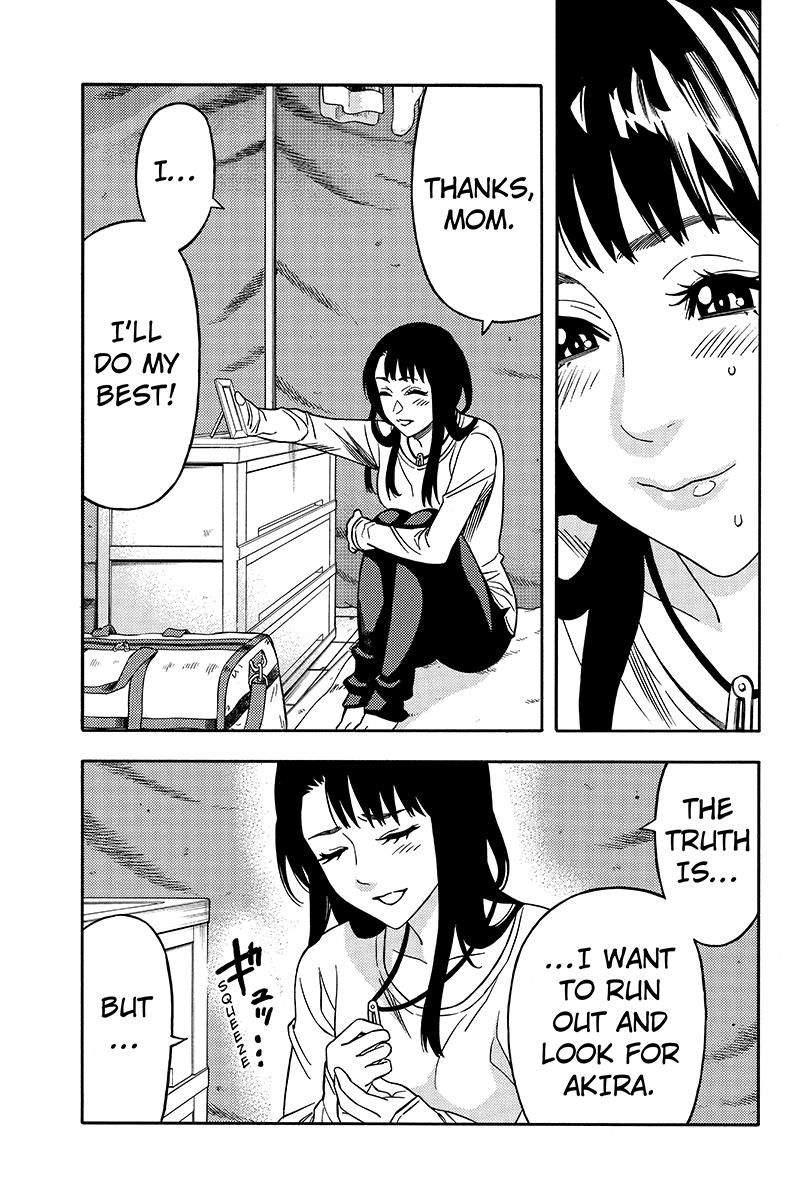 THANKS,
MOM.
I...
I'LL
DO MY
BEST!
THE
TRUTH
IS...
...I WANT
TO RUN
OUT AND
LOOK FOR
AKIRA.
ギュッ...
SQUEEZE
BUT
...